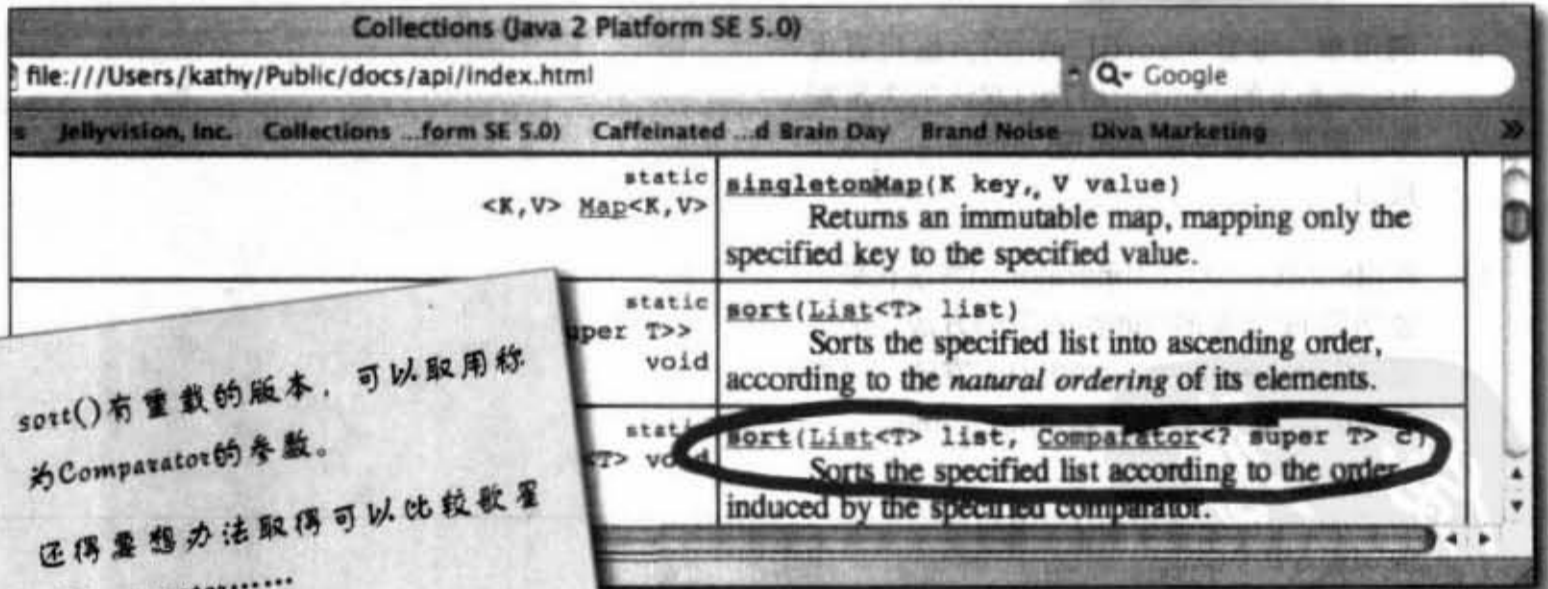 Collections (Java 2 Platform SE 5.0)
file:///Users/kathy/Public/docs/api/index.html
Google
s Jellyvision, Inc. Collections ...form SE 5.0) Caffeinated ...d Brain Day Brand Noise Diva Marketing »
static
<K,V> Map<K,V>
singletonMap(K key, V value)
Returns an immutable map, mapping only the
specified key to the specified value.
static
uper T>>
void
sort(List<T> list)
Sorts the specified list into ascending order,
according to the natural ordering of its elements.
static
<T> void
sort(List<T> list, Comparator<? super T> c)
Sorts the specified list according to the order
induced by the specified comparator.
sort()有重载的版本，可以取用称
为Comparator的参数。
还得要想办法取得可以比较歌星
……